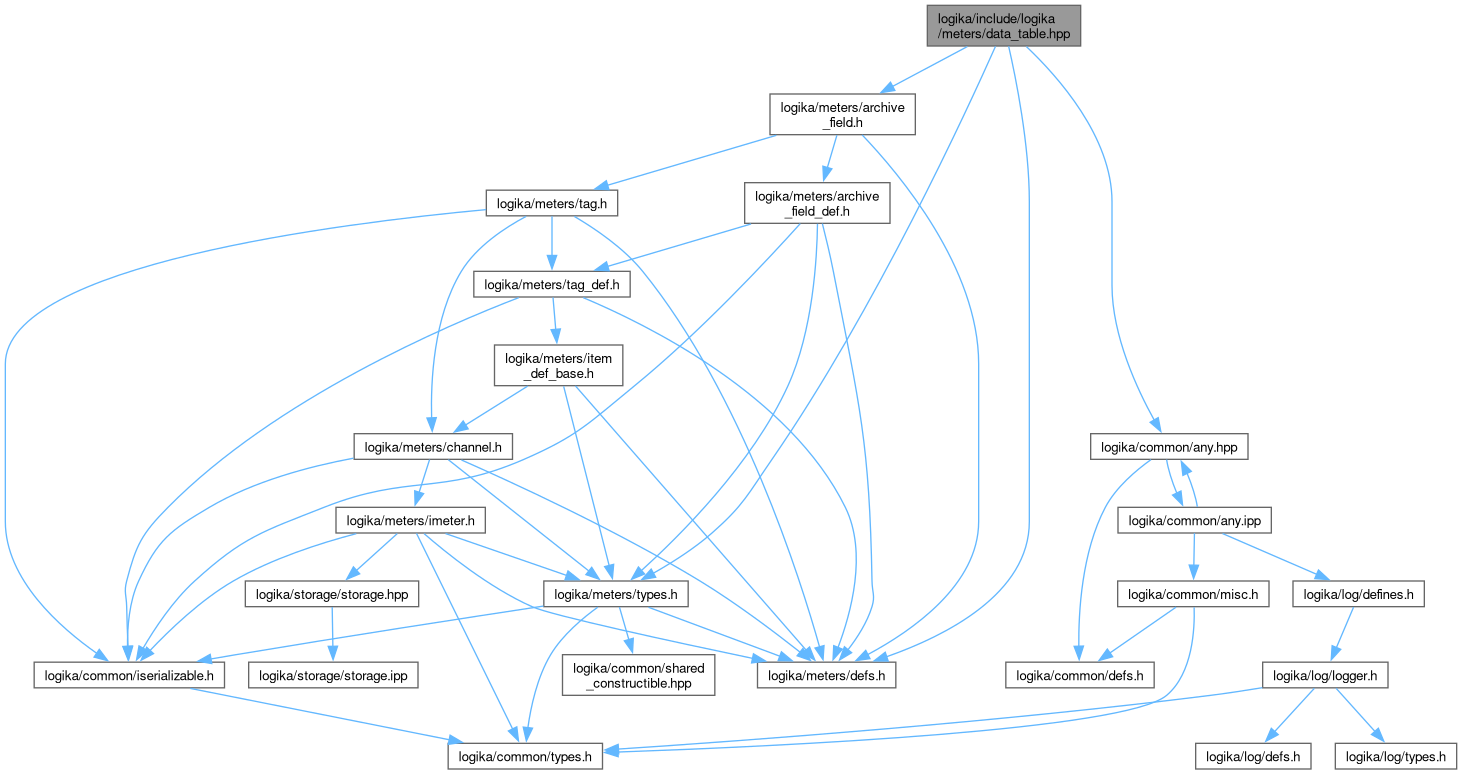 logika/include/logika
/meters/data_table.hpp
logika/meters/archive
_field.h
logika/meters/tag.h
logika/meters/archive
_field_def.h
logika/meters/tag_def.h
logika/meters/item
_def_base.h
logika/meters/channel.h
logika/common/any.hpp
logika/meters/imeter.h
logika/common/any.ipp
logika/storage/storage.hpp
logika/meters/types.h
logika/common/misc.h
logika/log/defines.h
logika/common/iserializable.h
logika/storage/storage.ipp
logika/common/shared
_constructible.hpp
logika/meters/defs.h
logika/common/defs.h
logika/log/logger.h
logika/common/types.h
logika/log/defs.h
logika/log/types.h